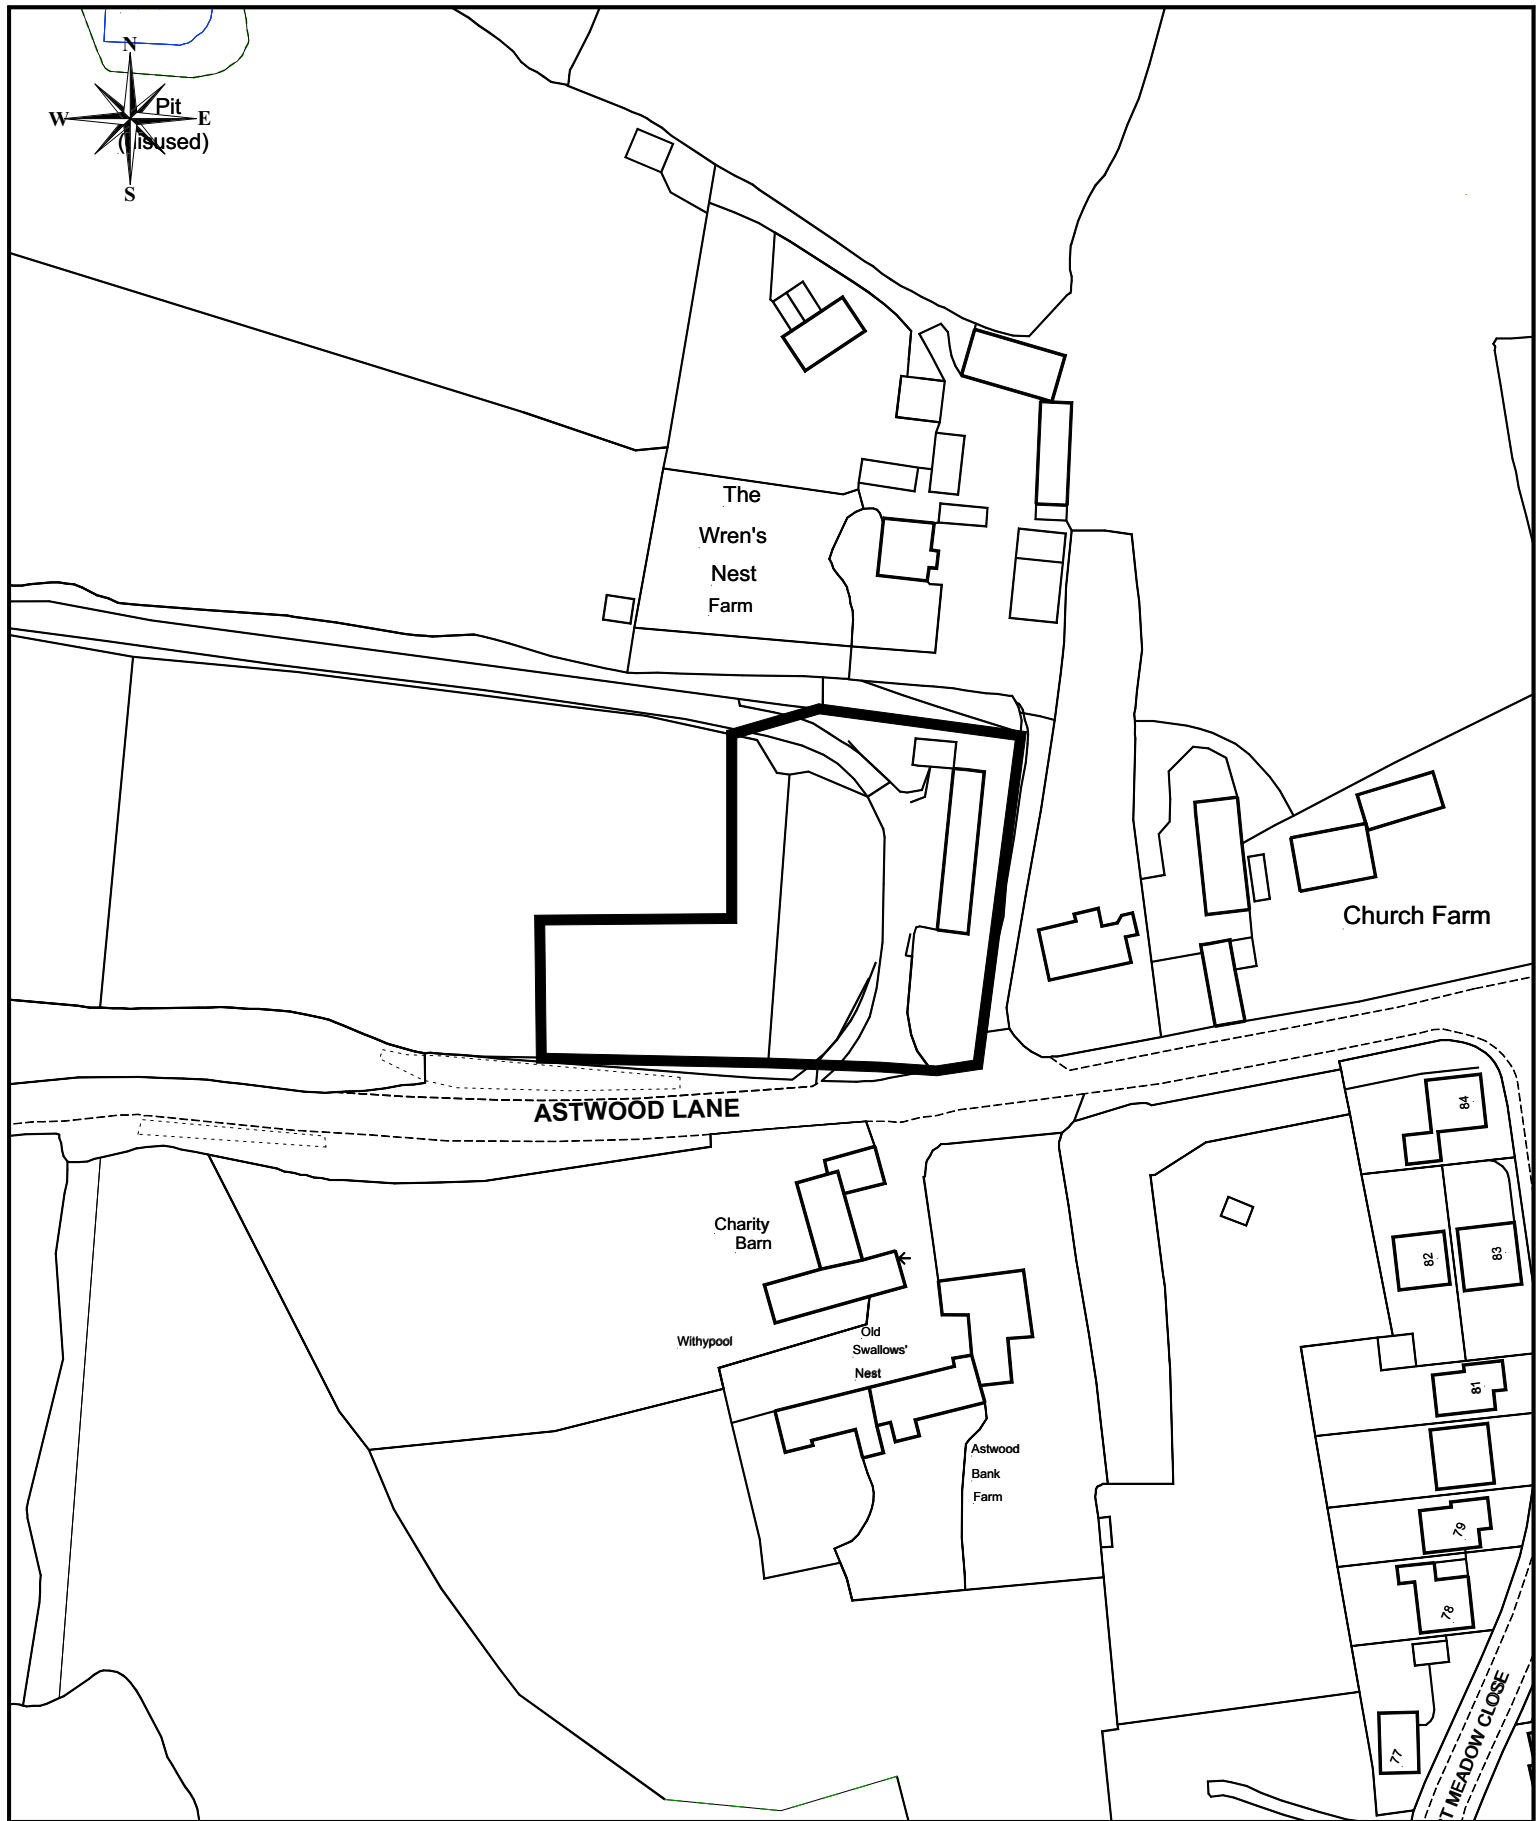 N
W
E
S
Pit
(disused)
The
Wren's
Nest
Farm
Church Farm
ASTWOOD LANE
84
83
82
Charity
Barn
Withypool
Old
Swallows'
Nest
81
Astwood
Bank
Farm
79
78
77
T MEADOW CLOSE